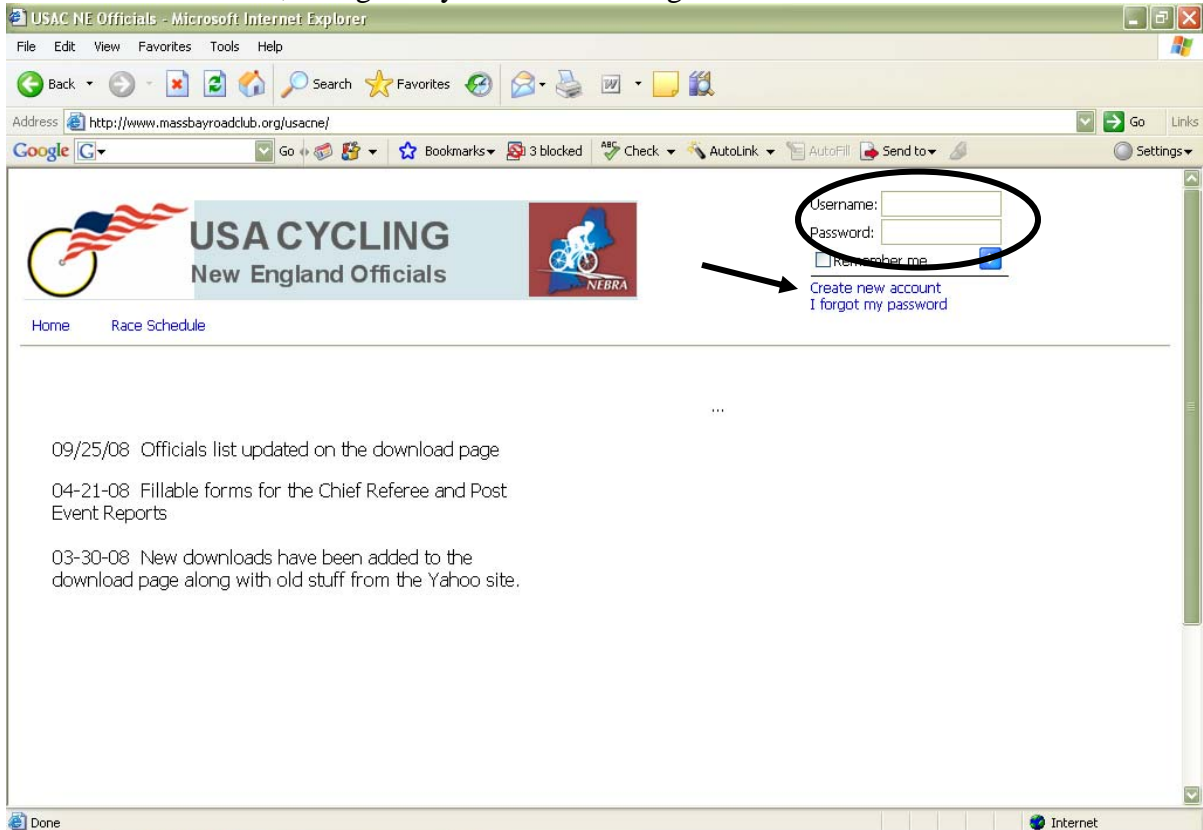 USAC NE Officials - Microsoft Internet Explorer
File Edit View Favorites Tools Help
Back Search Favorites
Address http://www.massbayroadclub.org/usacne/ Go Links
Google G Go Bookmarks 3 blocked ABC Check AutoLink AutoFill Send to Settings
Username:
Password:
Remember me
Create new account
I forgot my password
USA CYCLING
New England Officials
NEBRA
Home Race Schedule
...
09/25/08 Officials list updated on the download page
04-21-08 Fillable forms for the Chief Referee and Post
Event Reports
03-30-08 New downloads have been added to the
download page along with old stuff from the Yahoo site.
Done Internet